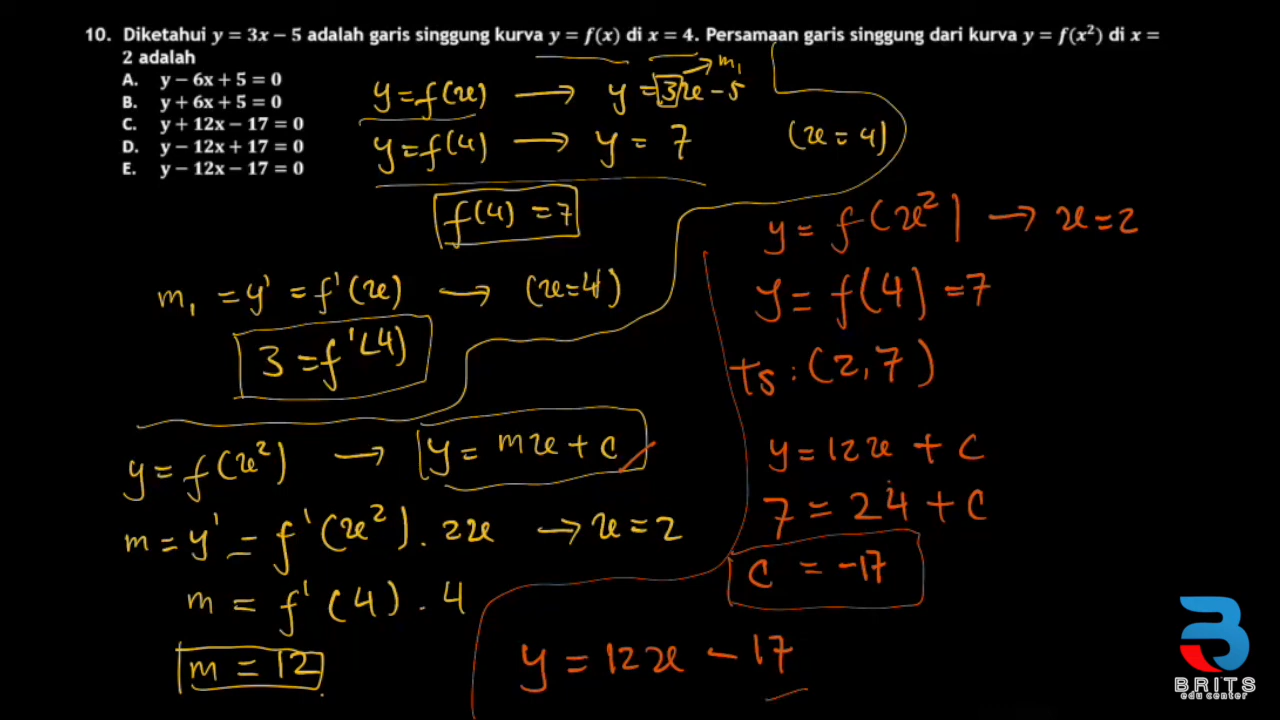 10. Diketahui y = 3x − 5 adalah garis singgung kurva y = f(x) di x = 4. Persamaan garis singgung dari kurva y = f(x²) di x =
2 adalah
A. y − 6x + 5 = 0
B. y + 6x + 5 = 0
C. y + 12x − 17 = 0
D. y − 12x + 17 = 0
E. y − 12x − 17 = 0
m₁
y = f(x) → y = 3x − 5
y = f(4) → y = 7 (x = 4)
f(4) = 7
m₁ = y' = f'(x) → (x=4)
3 = f'(4)
y = f(x²) → y = mx + c
m = y' = f'(x²) . 2x → x = 2
m = f'(4) . 4
m = 12
y = f(x²) → x = 2
y = f(4) = 7
ts : (2,7)
y = 12x + c
7 = 24 + c
c = −17
y = 12x − 17
BRITS
edu center